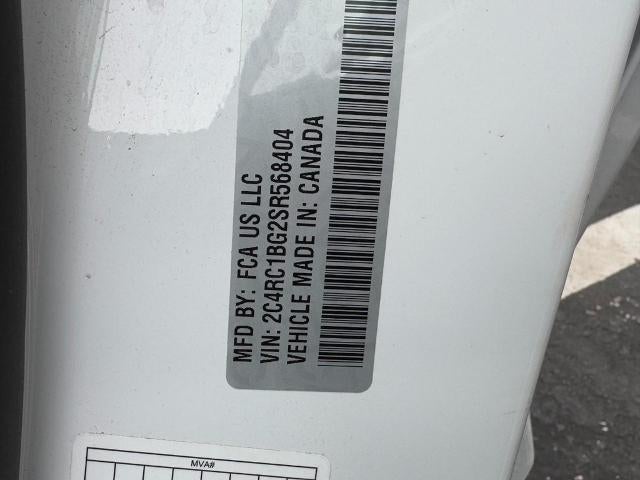 MFD BY: FCA US LLC
VIN: 2C4RC1BG2SR568404
VEHICLE MADE IN: CANADA
MVA#